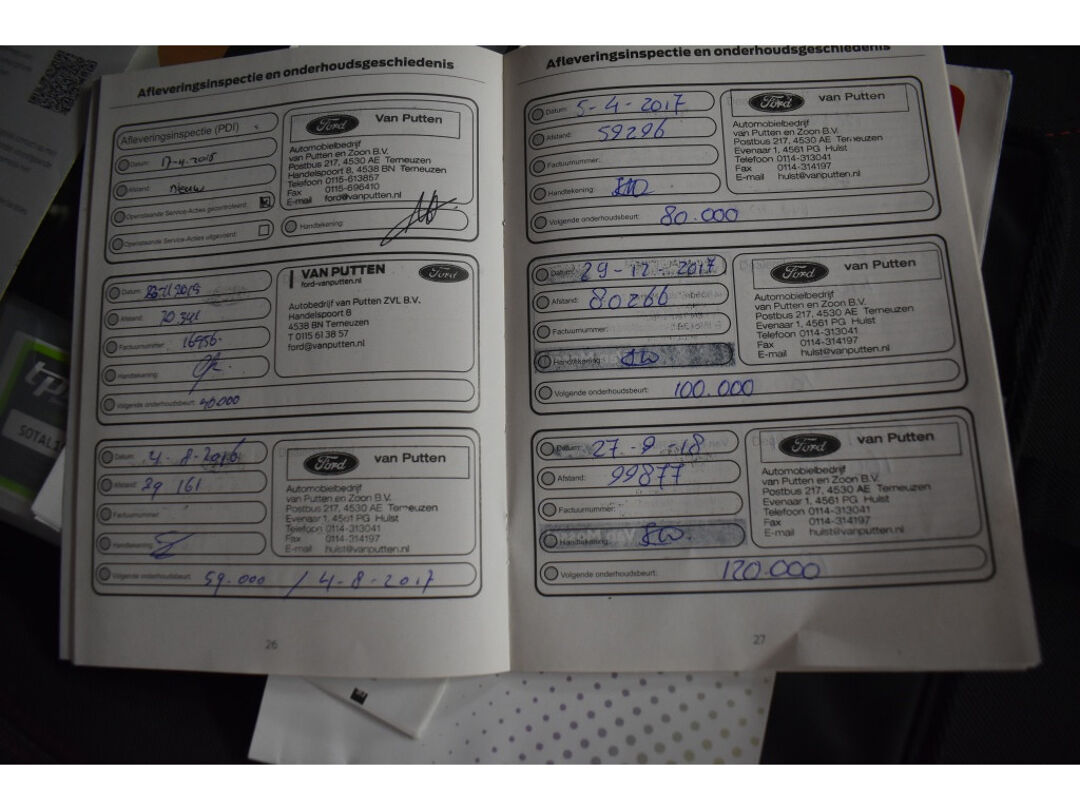 Afleveringsinspectie en onderhoudsgeschiedenis
Afleveringsinspectie (PDI)
Datum: 17-4-2015
Afstand: nieuw
Openstaande Service-Acties gecontroleerd:
Openstaande Service-Acties uitgevoerd:
Ford van Putten
Automobielbedrijf
van Putten en Zoon B.V.
Postbus 217, 4530 AE Terneuzen
Handelspoort 8, 4538 BN Terneuzen
Telefoon 0115-613857
Fax 0115-696410
E-mail ford@vanputten.nl
Handtekening:
Datum:
Afstand:
Factuurnummer: 16956
Handtekening:
Volgende onderhoudsbeurt: 40.000
VAN PUTTEN
ford-vanputten.nl
Ford
Autobedrijf van Putten ZVL B.V.
Handelspoort 8
4538 BN Terneuzen
T 0115 61 38 57
ford@vanputten.nl
Datum: 4-8-2016
Afstand: 39 161
Factuurnummer:
Handtekening:
Volgende onderhoudsbeurt: 59.000 / 4-8-2017
Ford van Putten
Automobielbedrijf
van Putten en Zoon B.V.
Postbus 217, 4530 AE Terneuzen
Evenaar 1, 4561 PG Hulst
Telefoon 0114-313041
Fax 0114-314197
E-mail hulst@vanputten.nl
26
Afleveringsinspectie en onderhoudsgeschiedenis
Datum: 5-4-2017
Afstand: 59296
Factuurnummer:
Handtekening:
Volgende onderhoudsbeurt: 80.000
Ford van Putten
Automobielbedrijf
van Putten en Zoon B.V.
Postbus 217, 4530 AE Terneuzen
Evenaar 1, 4561 PG Hulst
Telefoon 0114-313041
Fax 0114-314197
E-mail hulst@vanputten.nl
Datum: 29-12-2017
Afstand: 80266
Factuurnummer:
Handtekening:
Volgende onderhoudsbeurt: 100.000
Ford van Putten
Automobielbedrijf
van Putten en Zoon B.V.
Postbus 217, 4530 AE Terneuzen
Evenaar 1, 4561 PG Hulst
Telefoon 0114-313041
Fax 0114-314197
E-mail hulst@vanputten.nl
Datum: 27-9-18
Afstand: 99877
Factuurnummer:
Handtekening:
Volgende onderhoudsbeurt: 120.000
Ford van Putten
Automobielbedrijf
van Putten en Zoon B.V.
Postbus 217, 4530 AE Terneuzen
Evenaar 1, 4561 PG Hulst
Telefoon 0114-313041
Fax 0114-314197
E-mail hulst@vanputten.nl
27